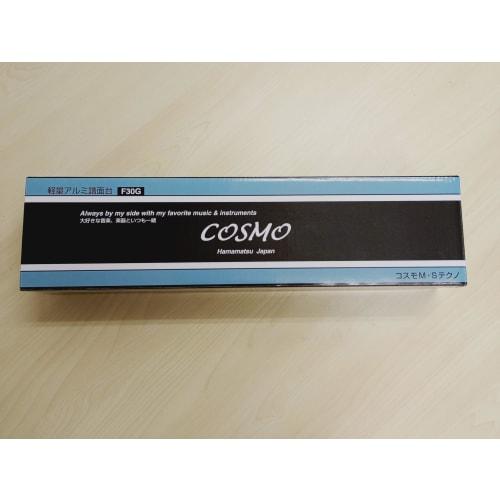 軽量アルミ譜面台 F30G
Always by my side with my favorite music & instruments
大好きな音楽、楽器といつも一緒
COSMO
Hamamatsu Japan
コスモM・Sテクノ